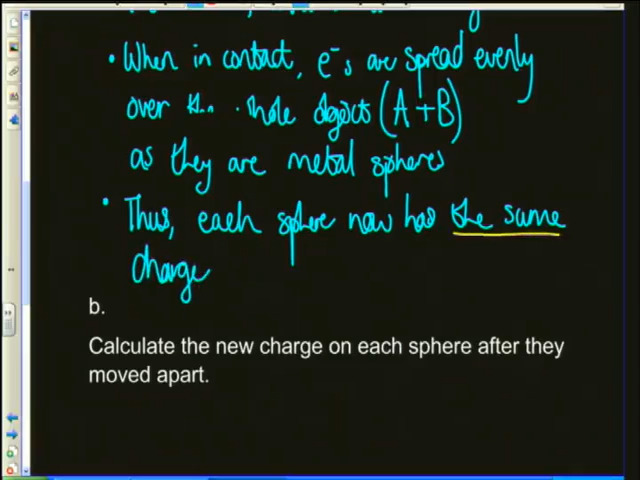 • When in contact, e⁻s are spread evenly
over the whole objects (A+B)
as they are metal spheres
• Thus, each sphere now has the same
charge
b.
Calculate the new charge on each sphere after they
moved apart.